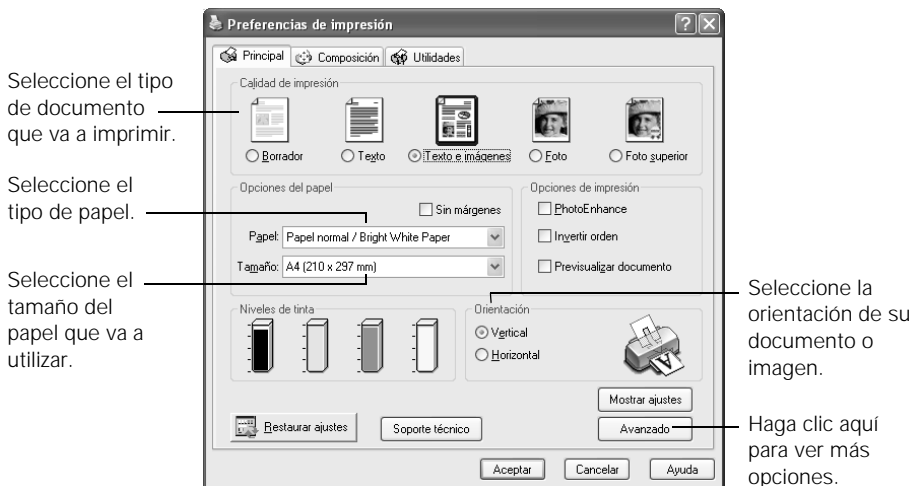 Preferencias de impresión
Principal Composición Utilidades
Seleccione el tipo
de documento
que va a imprimir.
Calidad de impresión
Borrador Texto Texto e imágenes Foto Foto superior
Seleccione el
tipo de papel.
Opciones del papel
Sin márgenes
Papel: Papel normal / Bright White Paper
Tamaño: A4 (210 x 297 mm)
Opciones de impresión
PhotoEnhance
Invertir orden
Previsualizar documento
Seleccione el
tamaño del
papel que va a
utilizar.
Niveles de tinta
Orientación
Vertical
Horizontal
Seleccione la
orientación de su
documento o
imagen.
Mostrar ajustes
Restaurar ajustes Soporte técnico Avanzado
Haga clic aquí
para ver más
opciones.
Aceptar Cancelar Ayuda